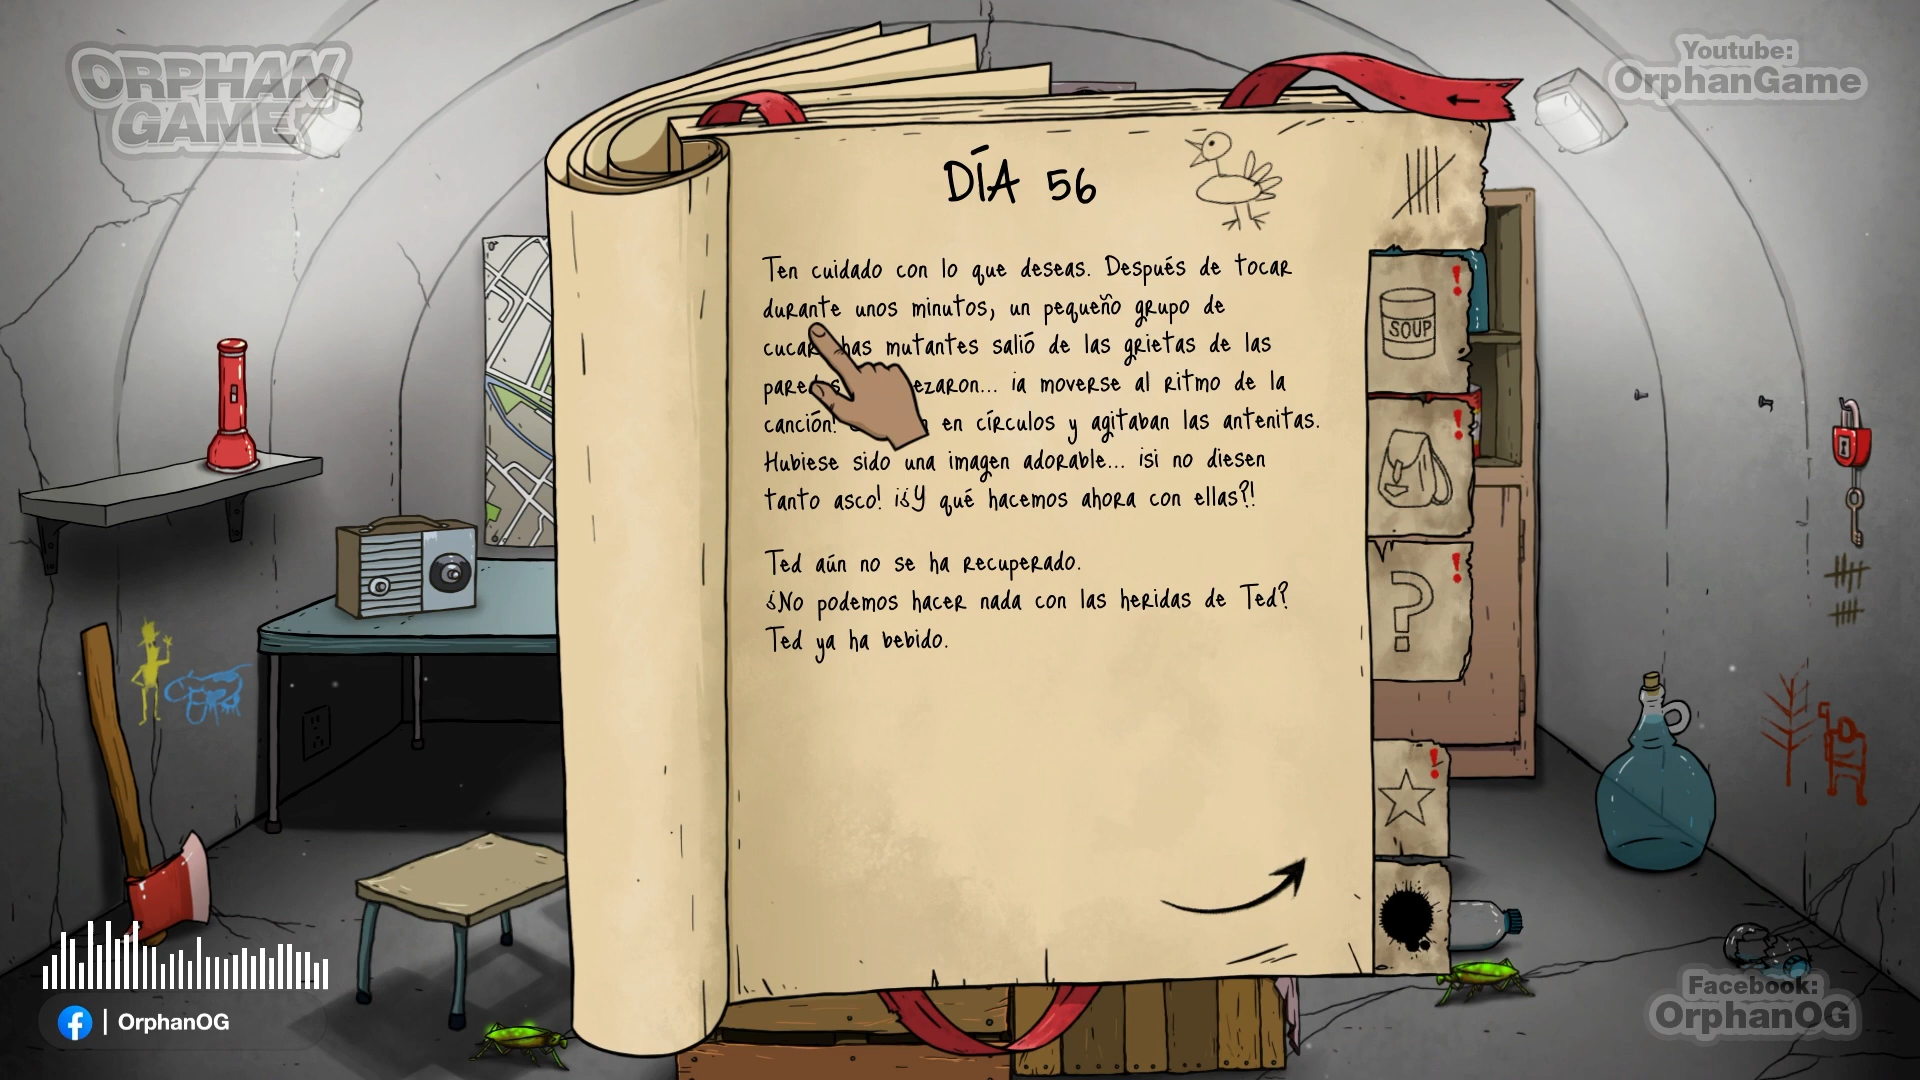 ORPHAN
GAME
Youtube:
OrphanGame
DÍA 56
Ten cuidado con lo que deseas. Después de tocar
durante unos minutos, un pequeño grupo de
mutantes salió de las grietas de las
¡a moverse al ritmo de la
canción! en círculos y agitaban las antenitas.
Hubiese sido una imagen adorable... ¡si no diesen
tanto asco! ¡¿Y qué hacemos ahora con ellas?!
Ted aún no se ha recuperado.
¿No podemos hacer nada con las heridas de Ted?
Ted ya ha bebido.
SOUP
!
!
?
!
!
f | OrphanOG
Facebook:
OrphanOG